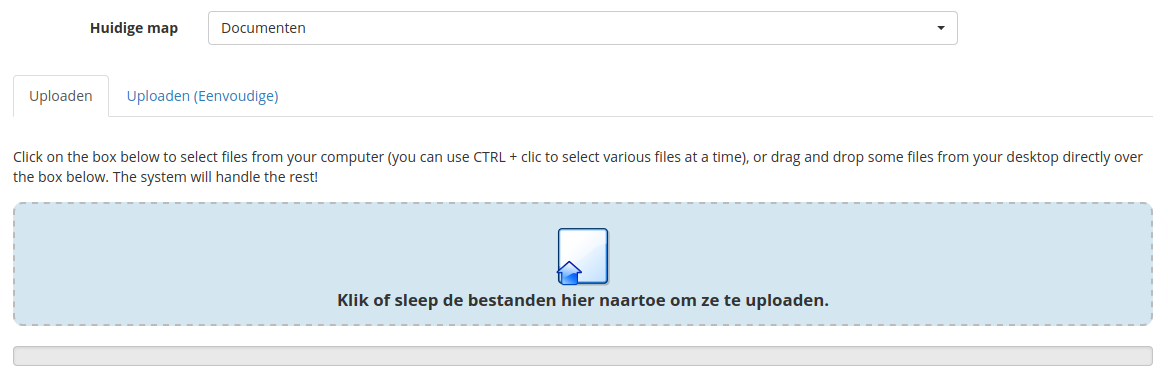 Huidige map
Documenten
Uploaden
Uploaden (Eenvoudige)
Click on the box below to select files from your computer (you can use CTRL + clic to select various files at a time), or drag and drop some files from your desktop directly over
the box below. The system will handle the rest!
Klik of sleep de bestanden hier naartoe om ze te uploaden.